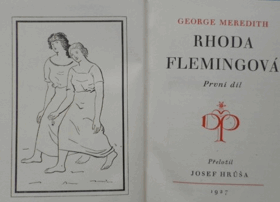 GEORGE MEREDITH
RHODA
FLEMINGOVÁ
První díl
DP
Přeložil
JOSEF HRŮŠA
1927